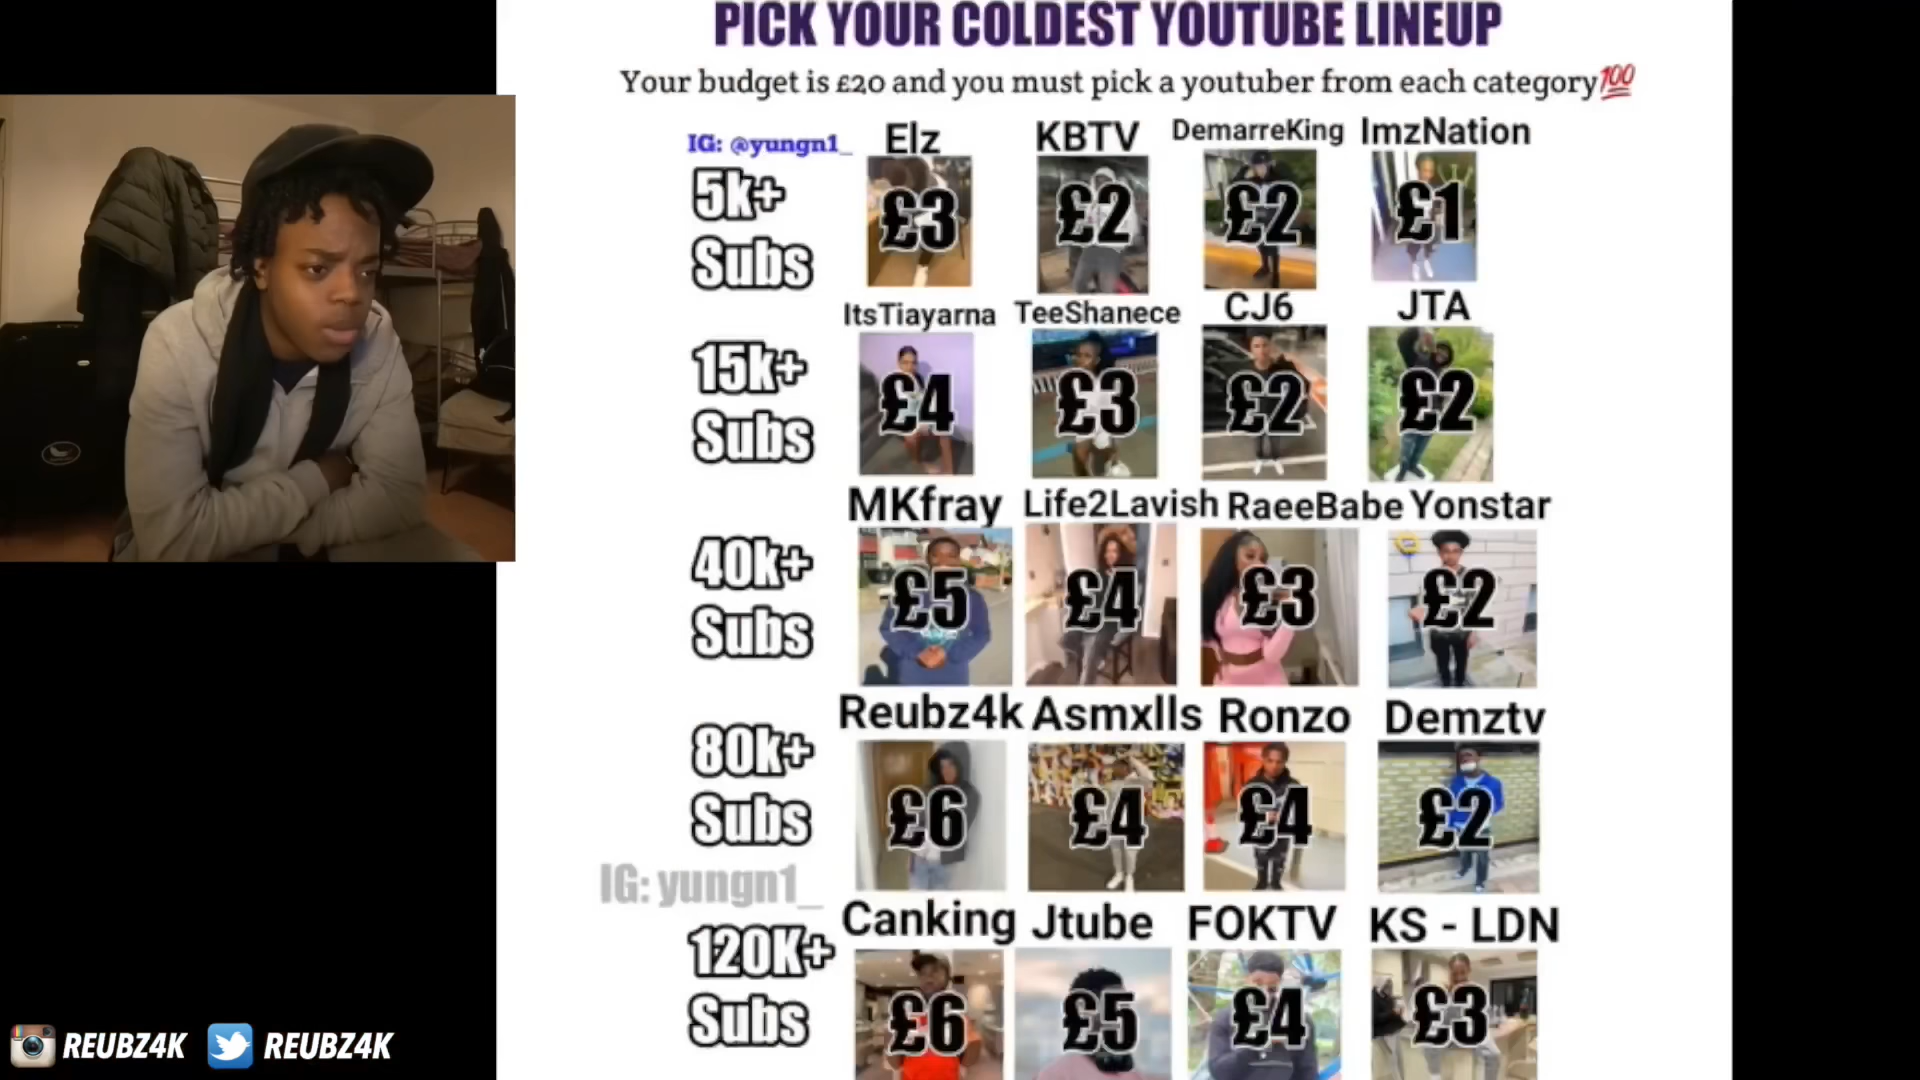 PICK YOUR COLDEST YOUTUBE LINEUP
Your budget is £20 and you must pick a youtuber from each category💯
IG: @yungn1_
Elz KBTV DemarreKing ImzNation
5k+ Subs
£3 £2 £2 £1
ItsTiayarna TeeShanece CJ6 JTA
15k+ Subs
£4 £3 £2 £2
MKfray Life2Lavish RaeeBabe Yonstar
40k+ Subs
£5 £4 £3 £2
Reubz4k Asmxlls Ronzo Demztv
80k+ Subs
£6 £4 £4 £2
IG: yungn1_
Canking Jtube FOKTV KS - LDN
120K+ Subs
£6 £5 £4 £3
REUBZ4K REUBZ4K